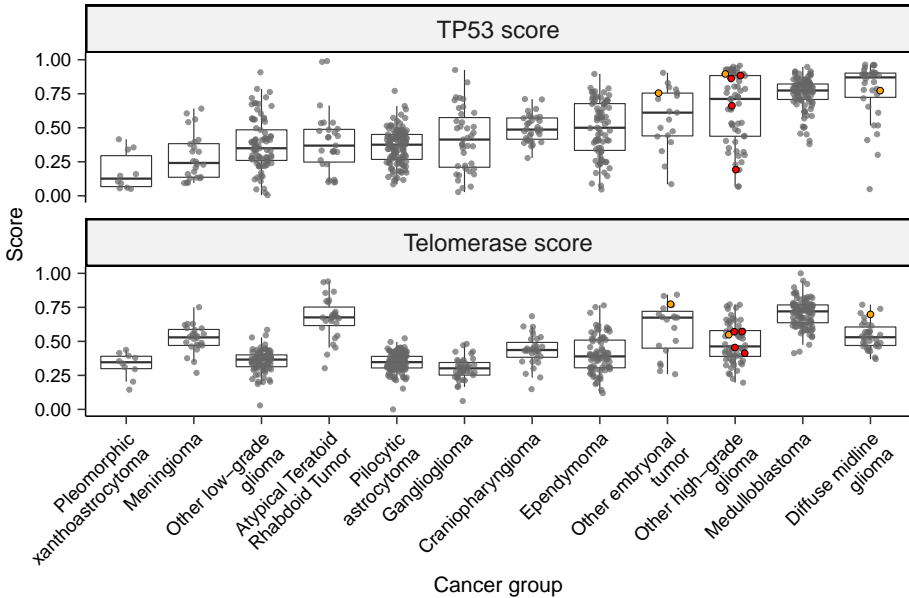 TP53 score
1.00
0.75
0.50
0.25
0.00
Score
Telomerase score
1.00
0.75
0.50
0.25
0.00
Pleomorphic
xanthoastrocytoma
Meningioma
Other low−grade
glioma
Atypical Teratoid
Rhabdoid Tumor
Pilocytic
astrocytoma
Ganglioglioma
Craniopharyngioma
Ependymoma
Other embryonal
tumor
Other high−grade
glioma
Medulloblastoma
Diffuse midline
glioma
Cancer group